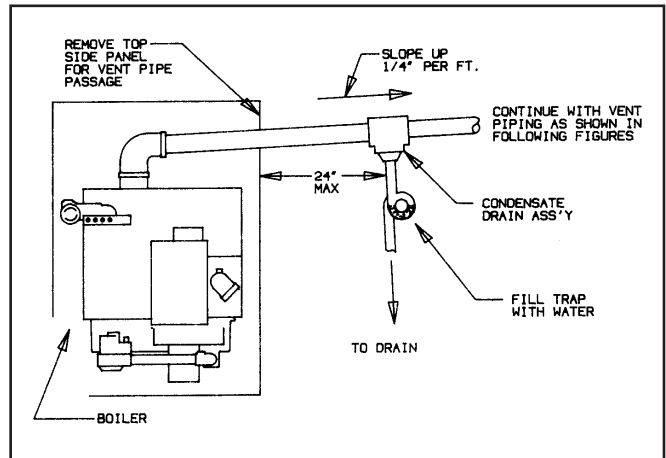 REMOVE TOP
SIDE PANEL
FOR VENT PIPE
PASSAGE
SLOPE UP
1/4" PER FT.
CONTINUE WITH VENT
PIPING AS SHOWN IN
FOLLOWING FIGURES
24"
MAX
CONDENSATE
DRAIN ASS'Y
FILL TRAP
WITH WATER
TO DRAIN
BOILER